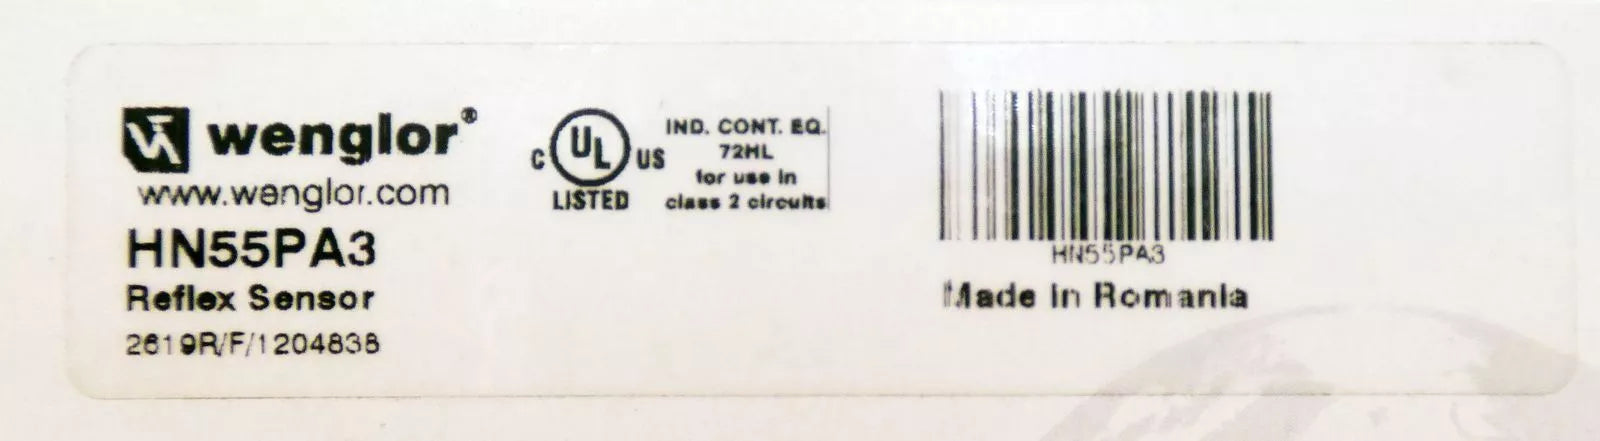 wenglor®
www.wenglor.com
HN55PA3
Reflex Sensor
2619R/F/1204838
C UL US
LISTED
IND. CONT. EQ.
72HL
for use in
class 2 circuits
HN55PA3
Made in Romania